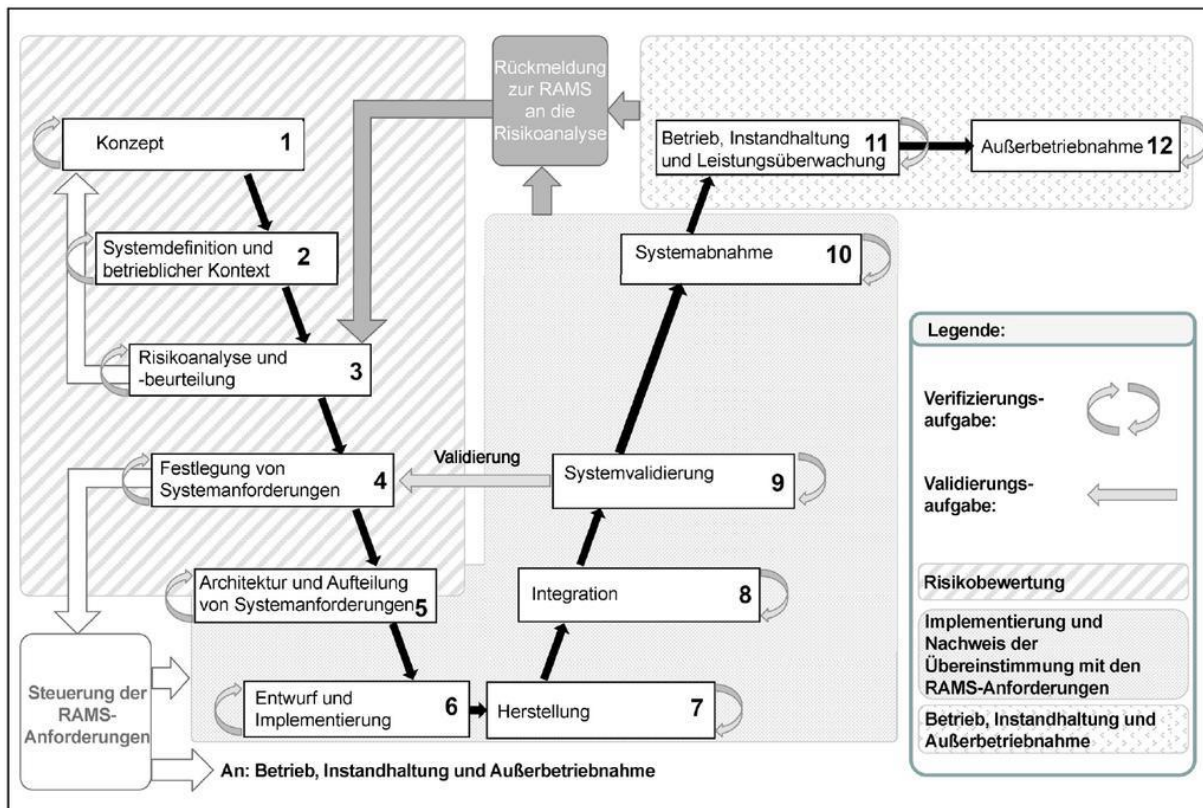 Rückmeldung
zur RAMS
an die
Risikoanalyse
Konzept 1
Systemdefinition und
betrieblicher Kontext 2
Risikoanalyse und
-beurteilung 3
Festlegung von
Systemanforderungen 4
Architektur und Aufteilung
von Systemanforderungen 5
Entwurf und
Implementierung 6
Herstellung 7
Integration 8
Validierung
Systemvalidierung 9
Systemabnahme 10
Betrieb, Instandhaltung
und Leistungsüberwachung 11
Außerbetriebnahme 12
Steuerung der
RAMS-
Anforderungen
An: Betrieb, Instandhaltung und Außerbetriebnahme
Legende:
Verifizierungs-
aufgabe:
Validierungs-
aufgabe:
Risikobewertung
Implementierung und
Nachweis der
Übereinstimmung mit den
RAMS-Anforderungen
Betrieb, Instandhaltung und
Außerbetriebnahme